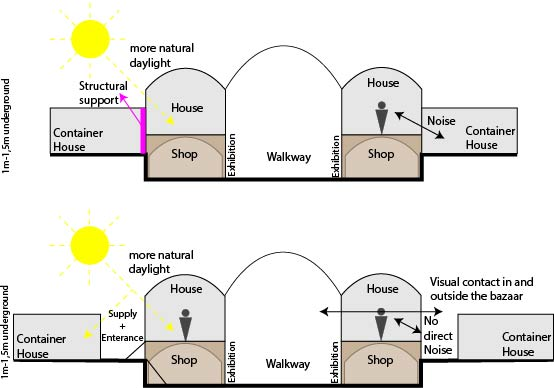 more natural
daylight
Structural
support
House
House
Noise
Container
House
Container
House
Shop
Exhibition
Walkway
Exhibition
Shop
1m-1,5m underground
more natural
daylight
Visual contact in and
outside the bazaar
House
House
Supply
+
Enterance
No
direct
Noise
Container
House
Container
House
Shop
Exhibition
Walkway
Exhibition
Shop
1m-1,5m underground